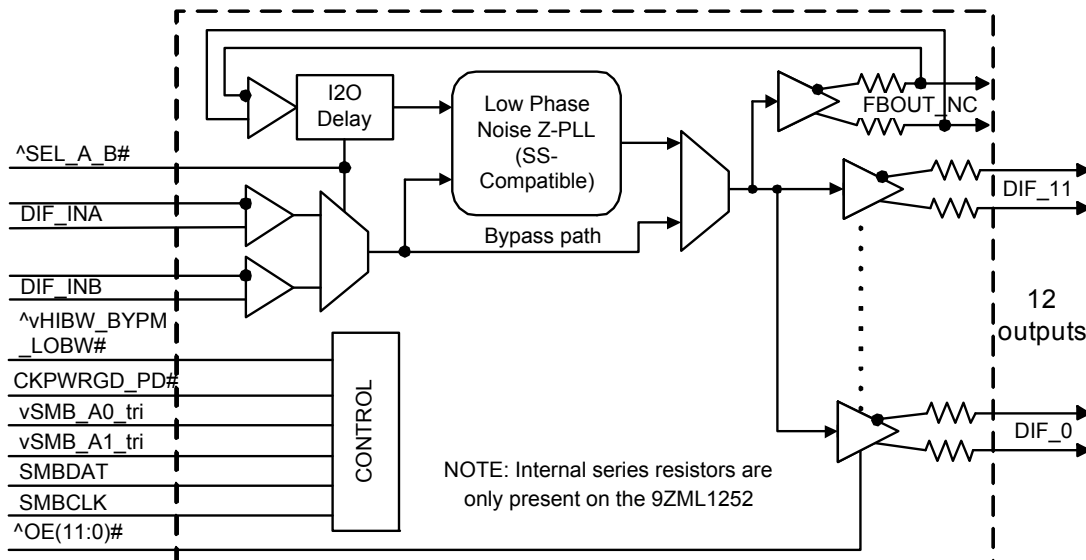 I2O
Delay
Low Phase
Noise Z-PLL
(SS-
Compatible)
FBOUT_NC
^SEL_A_B#
DIF_INA
DIF_11
Bypass path
DIF_INB
12
outputs
^vHIBW_BYPM
_LOBW#
CKPWRGD_PD#
vSMB_A0_tri
vSMB_A1_tri
SMBDAT
SMBCLK
^OE(11:0)#
CONTROL
NOTE: Internal series resistors are
only present on the 9ZML1252
DIF_0